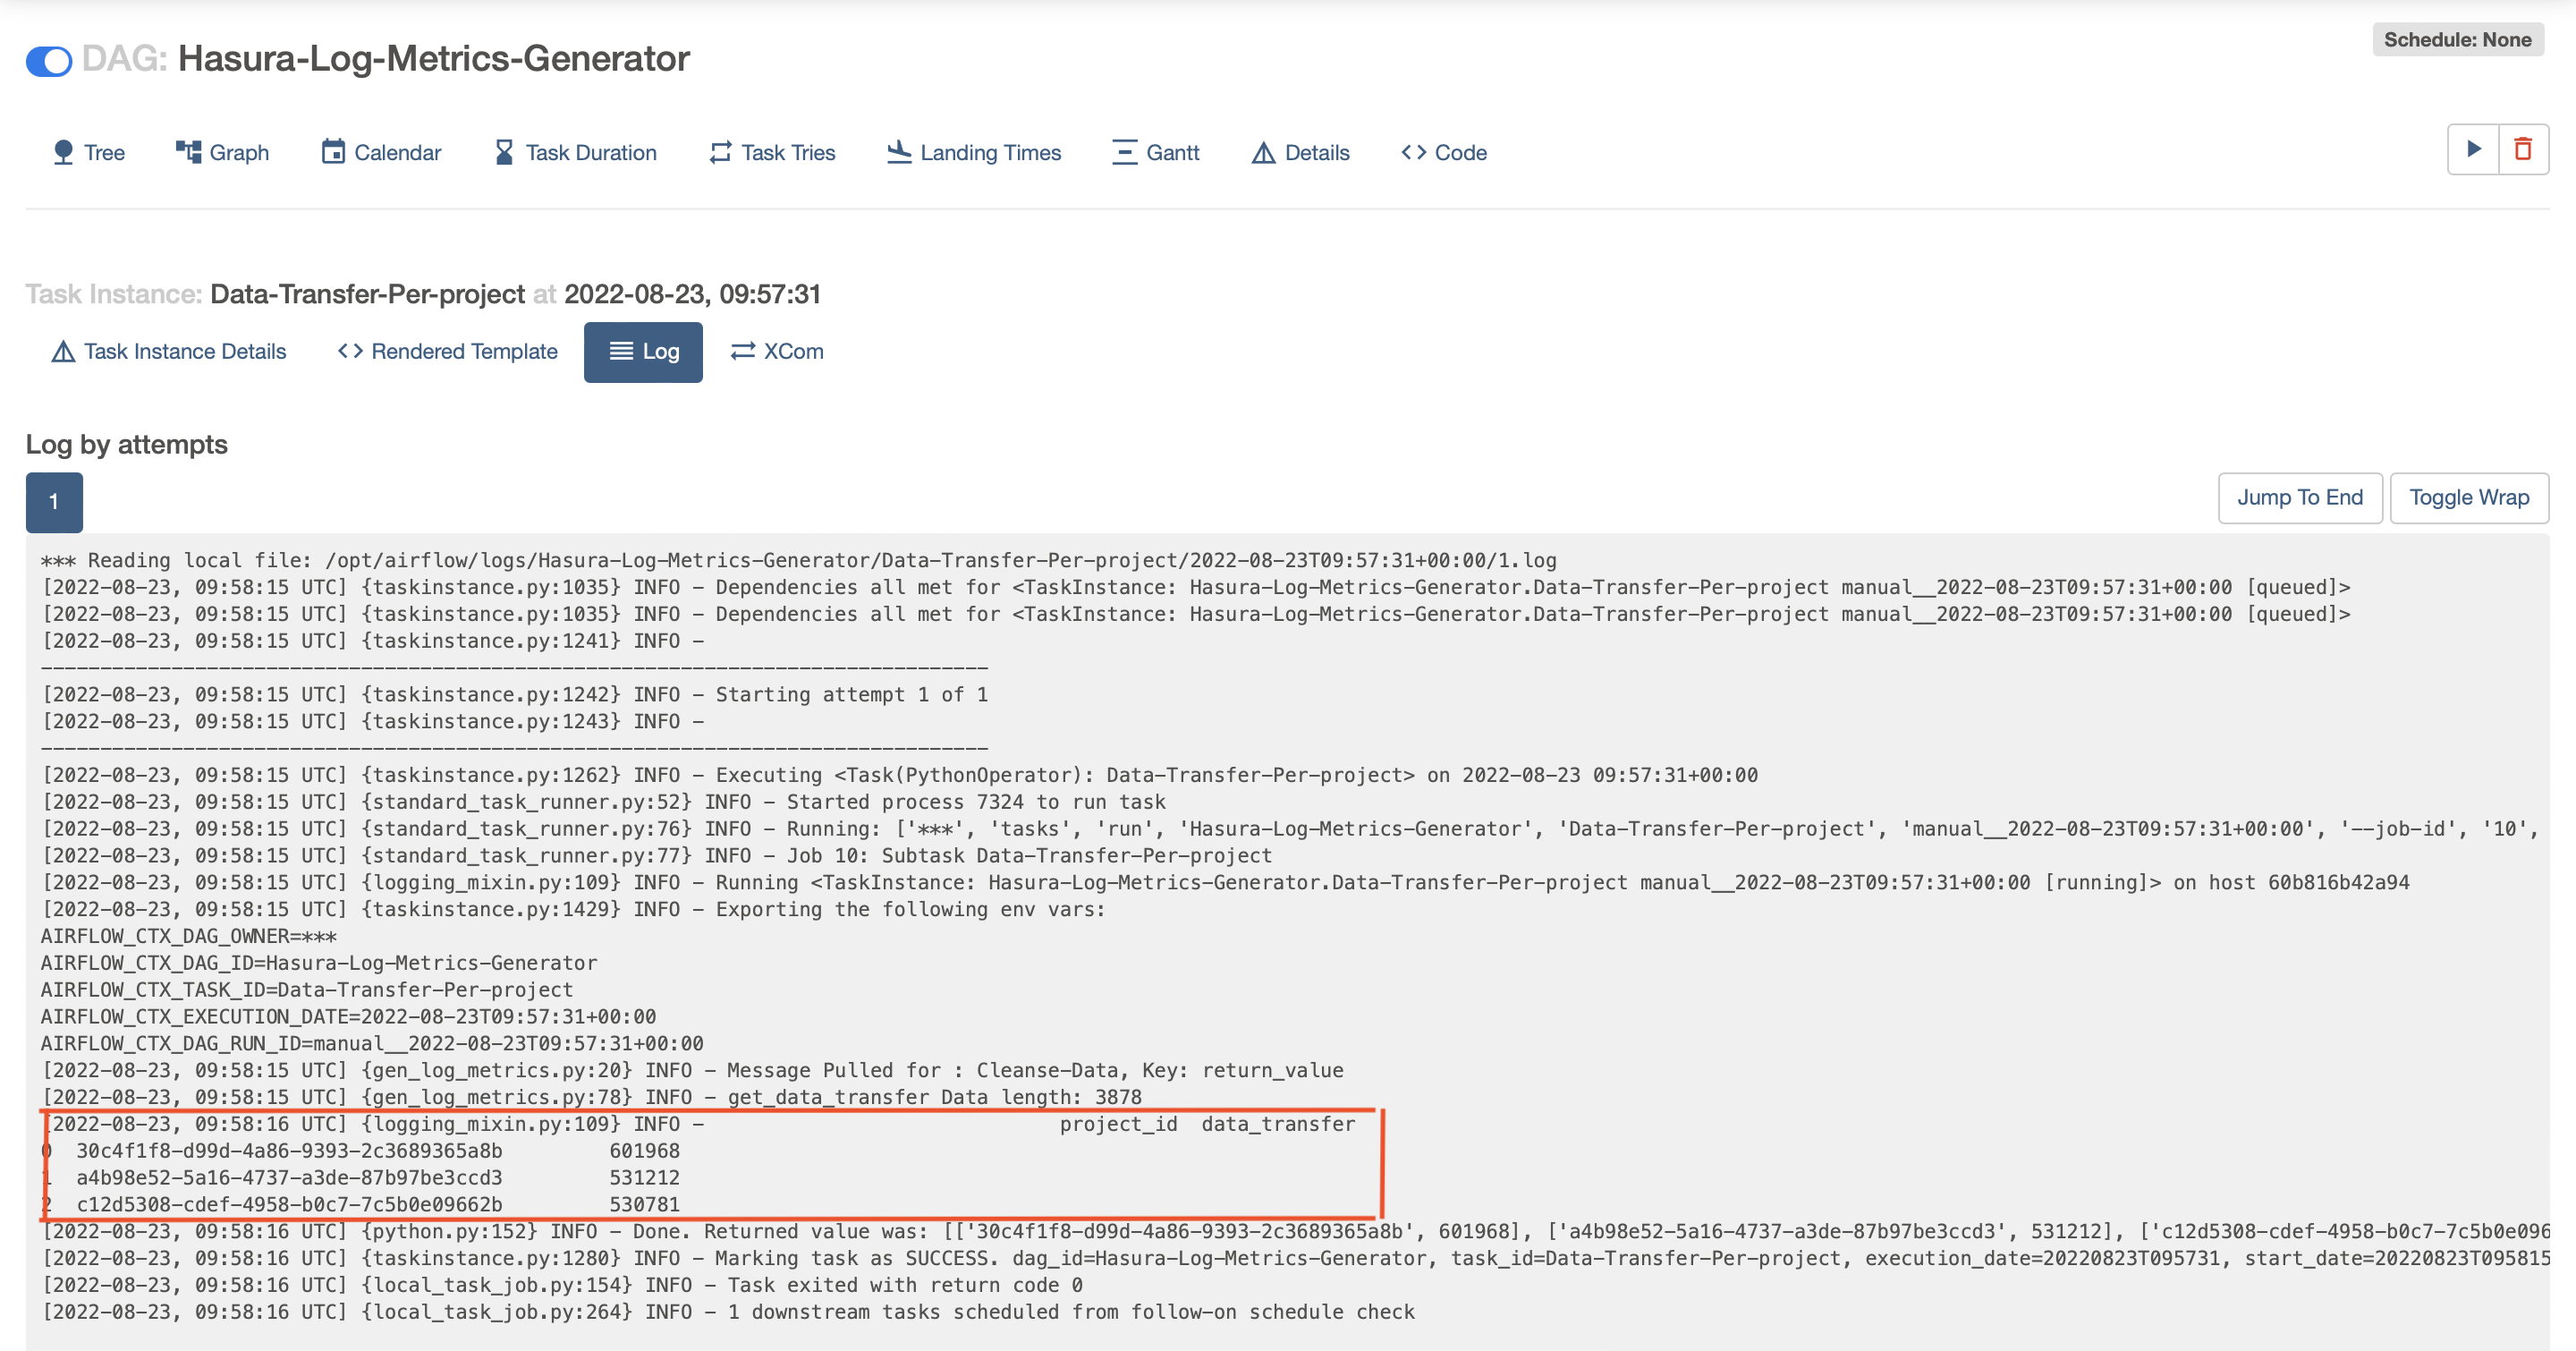 DAG: Hasura-Log-Metrics-Generator
Schedule: None
Tree Graph Calendar Task Duration Task Tries Landing Times Gantt Details Code
Task Instance: Data-Transfer-Per-project at 2022-08-23, 09:57:31
Task Instance Details Rendered Template Log XCom
Log by attempts
1
Jump To End Toggle Wrap
*** Reading local file: /opt/airflow/logs/Hasura-Log-Metrics-Generator/Data-Transfer-Per-project/2022-08-23T09:57:31+00:00/1.log
[2022-08-23, 09:58:15 UTC] {taskinstance.py:1035} INFO - Dependencies all met for <TaskInstance: Hasura-Log-Metrics-Generator.Data-Transfer-Per-project manual__2022-08-23T09:57:31+00:00 [queued]>
[2022-08-23, 09:58:15 UTC] {taskinstance.py:1035} INFO - Dependencies all met for <TaskInstance: Hasura-Log-Metrics-Generator.Data-Transfer-Per-project manual__2022-08-23T09:57:31+00:00 [queued]>
[2022-08-23, 09:58:15 UTC] {taskinstance.py:1241} INFO -
--------------------------------------------------------------------------------
[2022-08-23, 09:58:15 UTC] {taskinstance.py:1242} INFO - Starting attempt 1 of 1
[2022-08-23, 09:58:15 UTC] {taskinstance.py:1243} INFO -
--------------------------------------------------------------------------------
[2022-08-23, 09:58:15 UTC] {taskinstance.py:1262} INFO - Executing <Task(PythonOperator): Data-Transfer-Per-project> on 2022-08-23 09:57:31+00:00
[2022-08-23, 09:58:15 UTC] {standard_task_runner.py:52} INFO - Started process 7324 to run task
[2022-08-23, 09:58:15 UTC] {standard_task_runner.py:76} INFO - Running: ['***', 'tasks', 'run', 'Hasura-Log-Metrics-Generator', 'Data-Transfer-Per-project', 'manual__2022-08-23T09:57:31+00:00', '--job-id', '10',
[2022-08-23, 09:58:15 UTC] {standard_task_runner.py:77} INFO - Job 10: Subtask Data-Transfer-Per-project
[2022-08-23, 09:58:15 UTC] {logging_mixin.py:109} INFO - Running <TaskInstance: Hasura-Log-Metrics-Generator.Data-Transfer-Per-project manual__2022-08-23T09:57:31+00:00 [running]> on host 60b816b42a94
[2022-08-23, 09:58:15 UTC] {taskinstance.py:1429} INFO - Exporting the following env vars:
AIRFLOW_CTX_DAG_OWNER=***
AIRFLOW_CTX_DAG_ID=Hasura-Log-Metrics-Generator
AIRFLOW_CTX_TASK_ID=Data-Transfer-Per-project
AIRFLOW_CTX_EXECUTION_DATE=2022-08-23T09:57:31+00:00
AIRFLOW_CTX_DAG_RUN_ID=manual__2022-08-23T09:57:31+00:00
[2022-08-23, 09:58:15 UTC] {gen_log_metrics.py:20} INFO - Message Pulled for : Cleanse-Data, Key: return_value
[2022-08-23, 09:58:15 UTC] {gen_log_metrics.py:78} INFO - get_data_transfer Data length: 3878
[2022-08-23, 09:58:16 UTC] {logging_mixin.py:109} INFO - project_id data_transfer
0 30c4f1f8-d99d-4a86-9393-2c3689365a8b 601968
1 a4b98e52-5a16-4737-a3de-87b97be3ccd3 531212
2 c12d5308-cdef-4958-b0c7-7c5b0e09662b 530781
[2022-08-23, 09:58:16 UTC] {python.py:152} INFO - Done. Returned value was: [['30c4f1f8-d99d-4a86-9393-2c3689365a8b', 601968], ['a4b98e52-5a16-4737-a3de-87b97be3ccd3', 531212], ['c12d5308-cdef-4958-b0c7-7c5b0e096
[2022-08-23, 09:58:16 UTC] {taskinstance.py:1280} INFO - Marking task as SUCCESS. dag_id=Hasura-Log-Metrics-Generator, task_id=Data-Transfer-Per-project, execution_date=20220823T095731, start_date=20220823T095815
[2022-08-23, 09:58:16 UTC] {local_task_job.py:154} INFO - Task exited with return code 0
[2022-08-23, 09:58:16 UTC] {local_task_job.py:264} INFO - 1 downstream tasks scheduled from follow-on schedule check